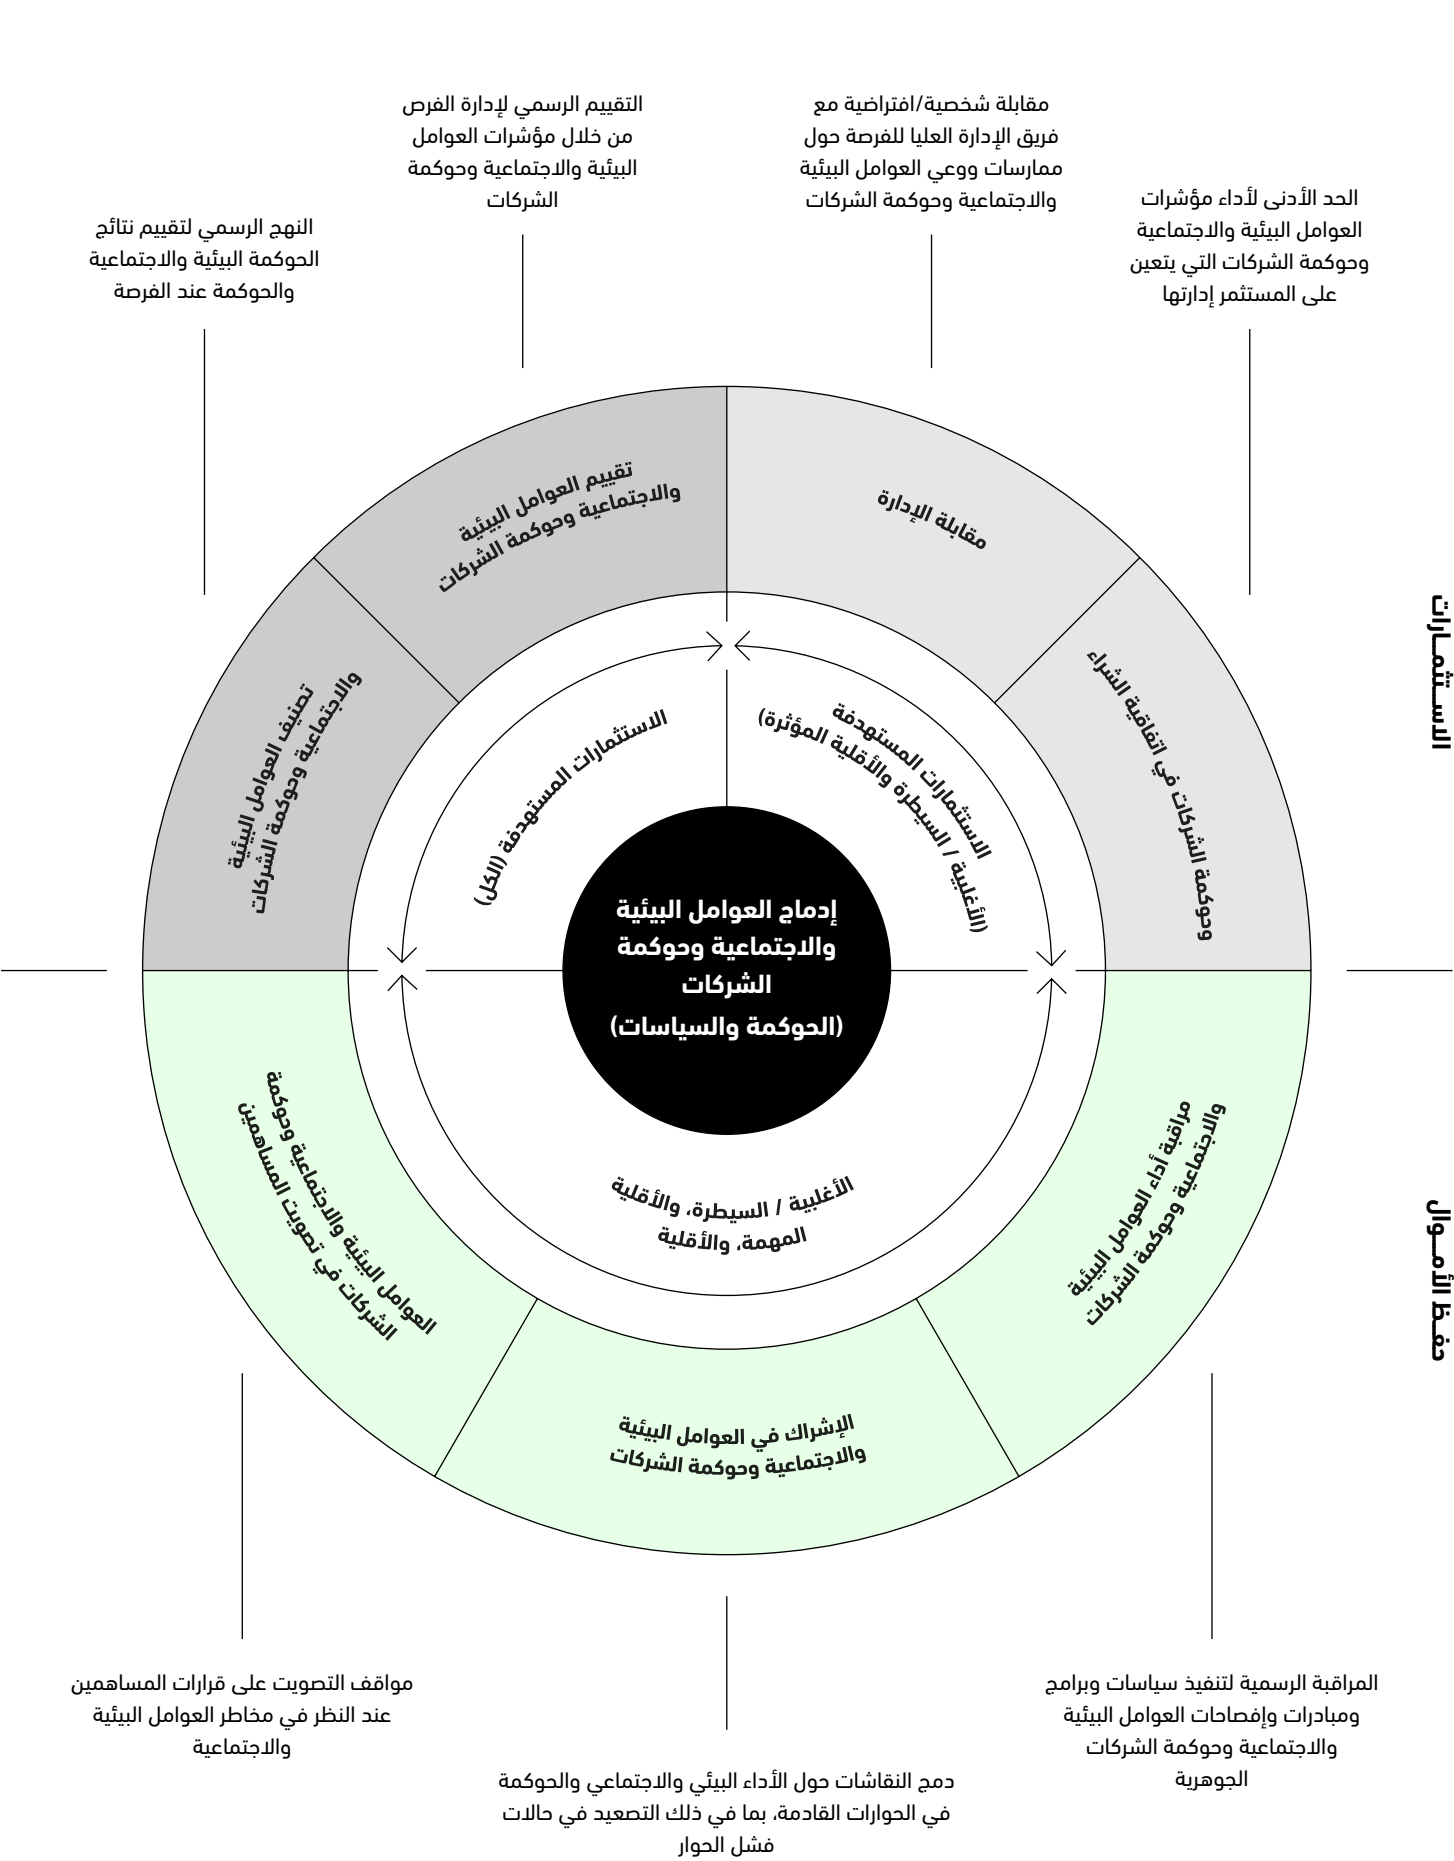 مقابلة شخصية/افتراضية مع
فريق الإدارة العليا للفرصة حول
ممارسات ووعي العوامل البيئية
والاجتماعية وحوكمة الشركات
التقييم الرسمي لإدارة الفرص
من خلال مؤشرات العوامل
البيئية والاجتماعية وحوكمة
الشركات
الحد الأدنى لأداء مؤشرات
العوامل البيئية والاجتماعية
وحوكمة الشركات التي يتعين
على المستثمر إدارتها
النهج الرسمي لتقييم نتائج
الحوكمة البيئية والاجتماعية
والحوكمة عند الفرصة
الاســتثمــارات
مقابلة الإدارة
تقييم العوامل البيئية
والاجتماعية وحوكمة الشركات
وحوكمة الشركات في اتفاقية الشراء
تصنيف العوامل البيئية
والاجتماعية وحوكمة الشركات
الاستثمارات المستهدفة
(الأغلبية / السيطرة والأقلية المؤثرة)
الاستثمارات المستهدفة (الكل)
إدماج العوامل البيئية
والاجتماعية وحوكمة
الشركات
(الحوكمة والسياسات)
الأغلبية / السيطرة، والأقلية
المهمة، والأقلية
حفــظ الأمــوال
مراقبة أداء العوامل البيئية
والاجتماعية وحوكمة الشركات
الإشراك في العوامل البيئية
والاجتماعية وحوكمة الشركات
العوامل البيئية والاجتماعية وحوكمة
الشركات في تصويت المساهمين
المراقبة الرسمية لتنفيذ سياسات وبرامج
ومبادرات وإفصاحات العوامل البيئية
والاجتماعية وحوكمة الشركات
الجوهرية
دمج النقاشات حول الأداء البيئي والاجتماعي والحوكمة
في الحوارات القادمة، بما في ذلك التصعيد في حالات
فشل الحوار
مواقف التصويت على قرارات المساهمين
عند النظر في مخاطر العوامل البيئية
والاجتماعية